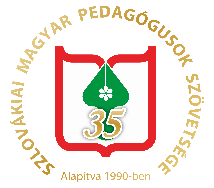 SZLOVÁKIAI MAGYAR PEDAGÓGUSOK SZÖVETSÉGE
35
Alapítva 1990-ben